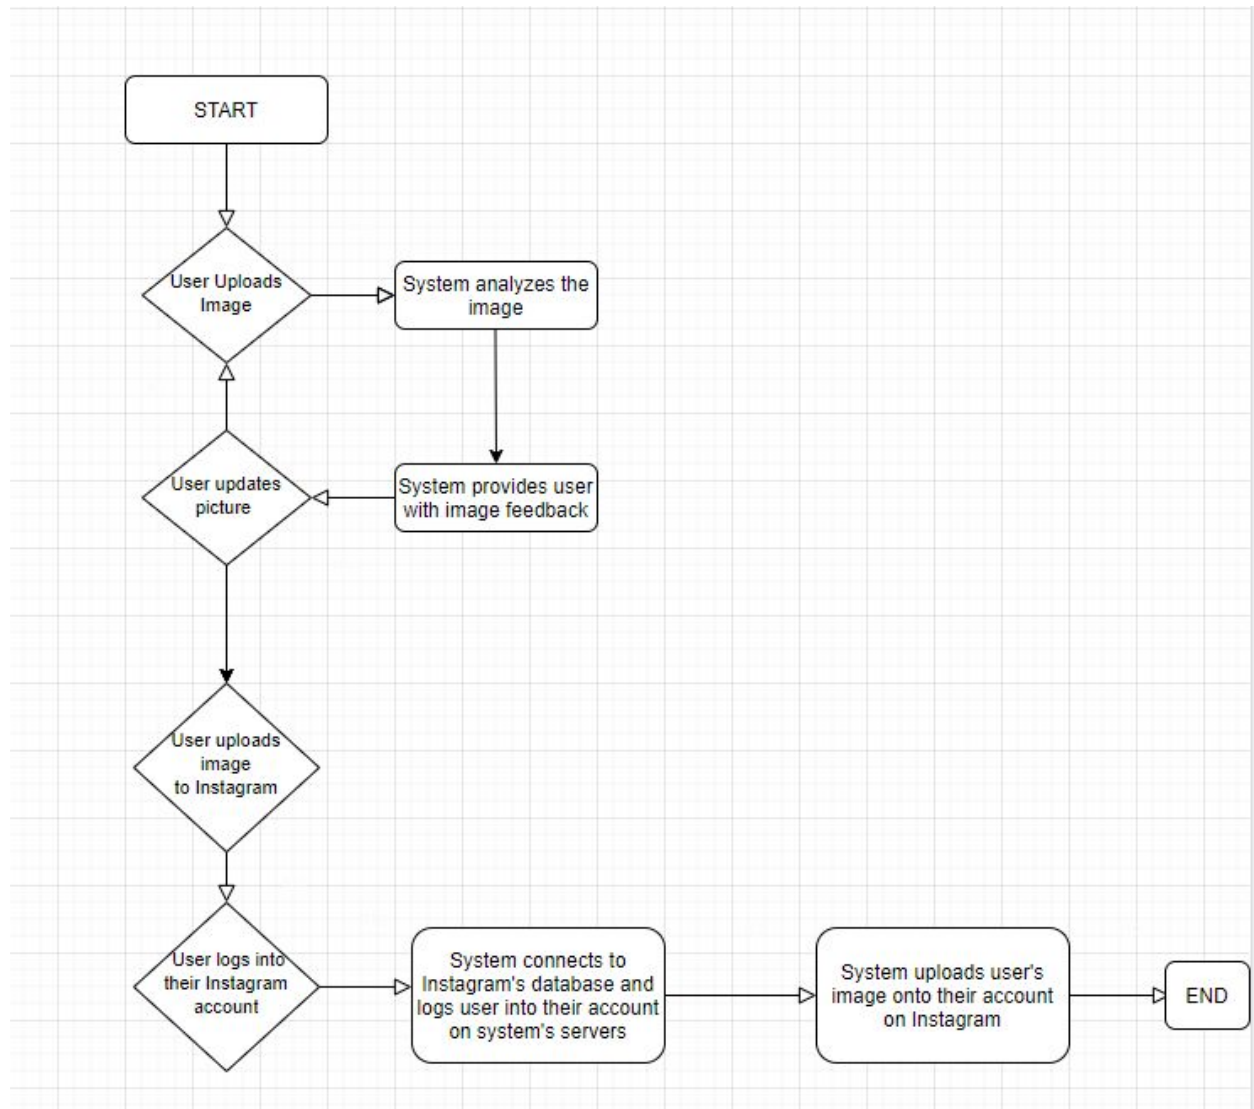 START
User Uploads
Image
System analyzes the
image
User updates
picture
System provides user
with image feedback
User uploads
image
to Instagram
User logs into
their Instagram
account
System connects to
Instagram's database and
logs user into their account
on system's servers
System uploads user's
image onto their account
on Instagram
END